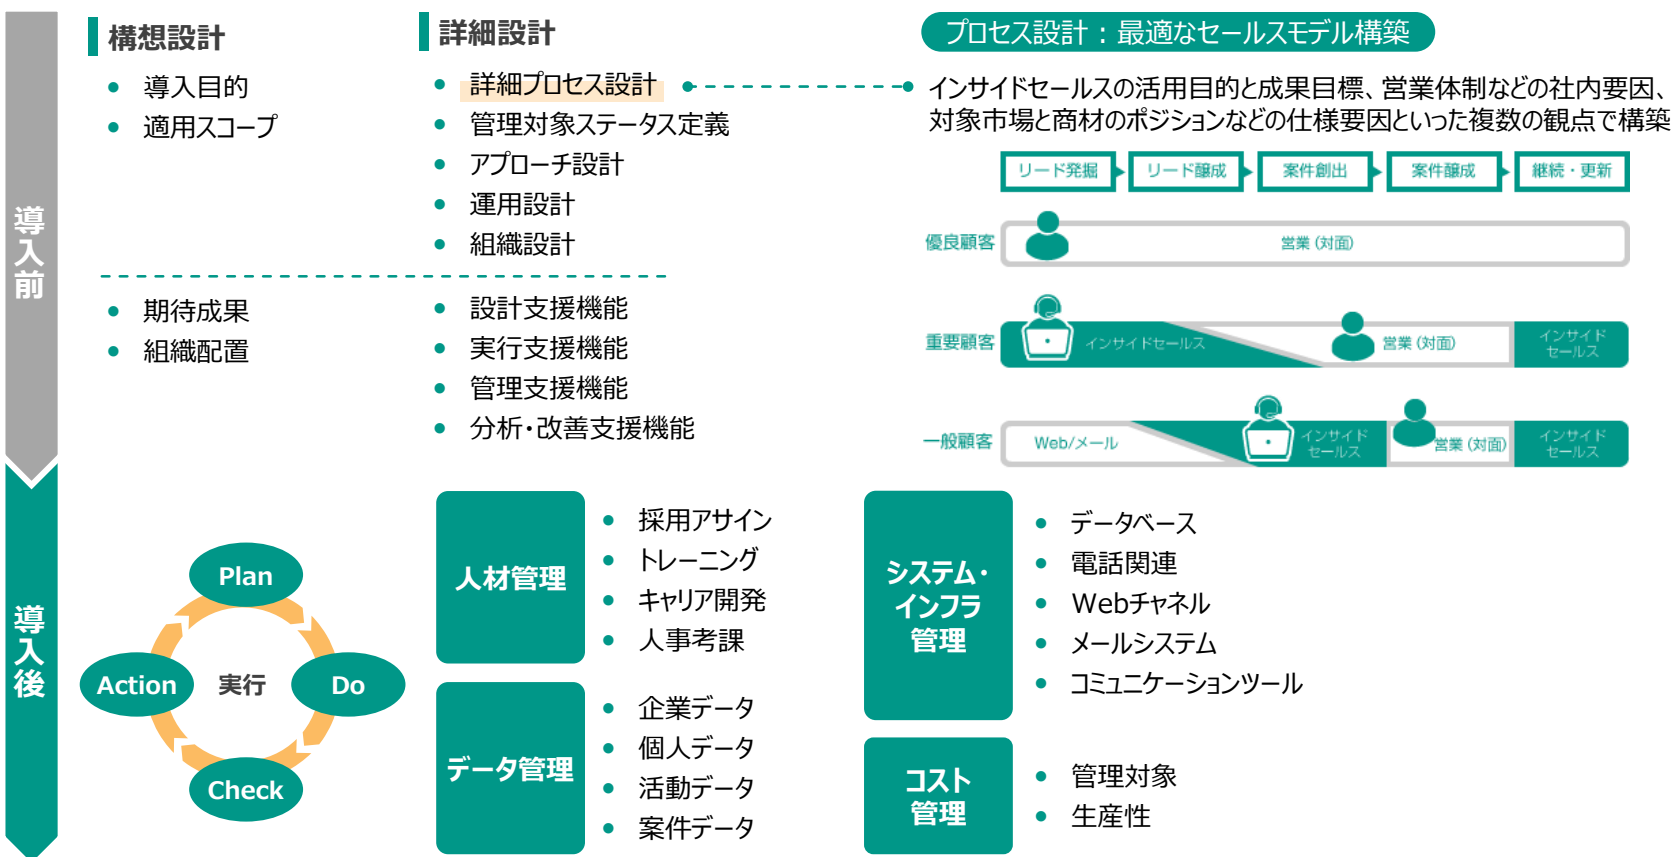 導入前
構想設計
導入目的
適用スコープ
期待成果
組織配置
詳細設計
詳細プロセス設計
管理対象ステータス定義
アプローチ設計
運用設計
組織設計
設計支援機能
実行支援機能
管理支援機能
分析・改善支援機能
プロセス設計：最適なセールスモデル構築
インサイドセールスの活用目的と成果目標、営業体制などの社内要因、
対象市場と商材のポジションなどの仕様要因といった複数の観点で構築
リード発掘
リード醸成
案件創出
案件醸成
継続・更新
優良顧客
営業（対面）
重要顧客
インサイドセールス
営業（対面）
インサイド
セールス
一般顧客
Web/メール
インサイド
セールス
営業（対面）
インサイド
セールス
導入後
Plan
Action
実行
Do
Check
人材管理
採用アサイン
トレーニング
キャリア開発
人事考課
データ管理
企業データ
個人データ
活動データ
案件データ
システム・
インフラ
管理
データベース
電話関連
Webチャネル
メールシステム
コミュニケーションツール
コスト
管理
管理対象
生産性